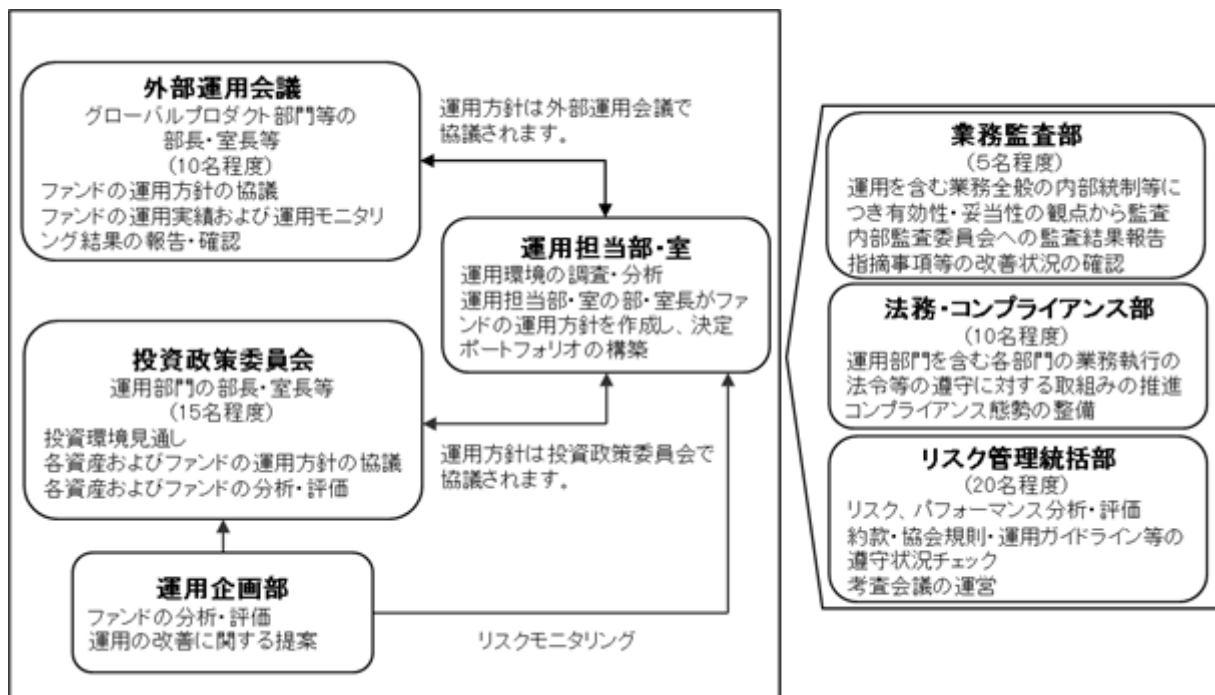 外部運用会議
グローバルプロダクト部門等の
部長・室長等
(10名程度)
ファンドの運用方針の協議
ファンドの運用実績および運用モニタリ
ング結果の報告・確認
運用方針は外部運用会議で
協議されます。
運用担当部・室
運用環境の調査・分析
運用担当部・室の部・室長がファ
ンドの運用方針を作成し、決定
ポートフォリオの構築
投資政策委員会
運用部門の部長・室長等
(15名程度)
投資環境見通し
各資産およびファンドの運用方針の協議
各資産およびファンドの分析・評価
運用方針は投資政策委員会で
協議されます。
運用企画部
ファンドの分析・評価
運用の改善に関する提案
リスクモニタリング
業務監査部
(5名程度)
運用を含む業務全般の内部統制等に
つき有効性・妥当性の観点から監査
内部監査委員会への監査結果報告
指摘事項等の改善状況の確認
法務・コンプライアンス部
(10名程度)
運用部門を含む各部門の業務執行の
法令等の遵守に対する取組みの推進
コンプライアンス態勢の整備
リスク管理統括部
(20名程度)
リスク、パフォーマンス分析・評価
約款・協会規則・運用ガイドライン等の
遵守状況チェック
考査会議の運営